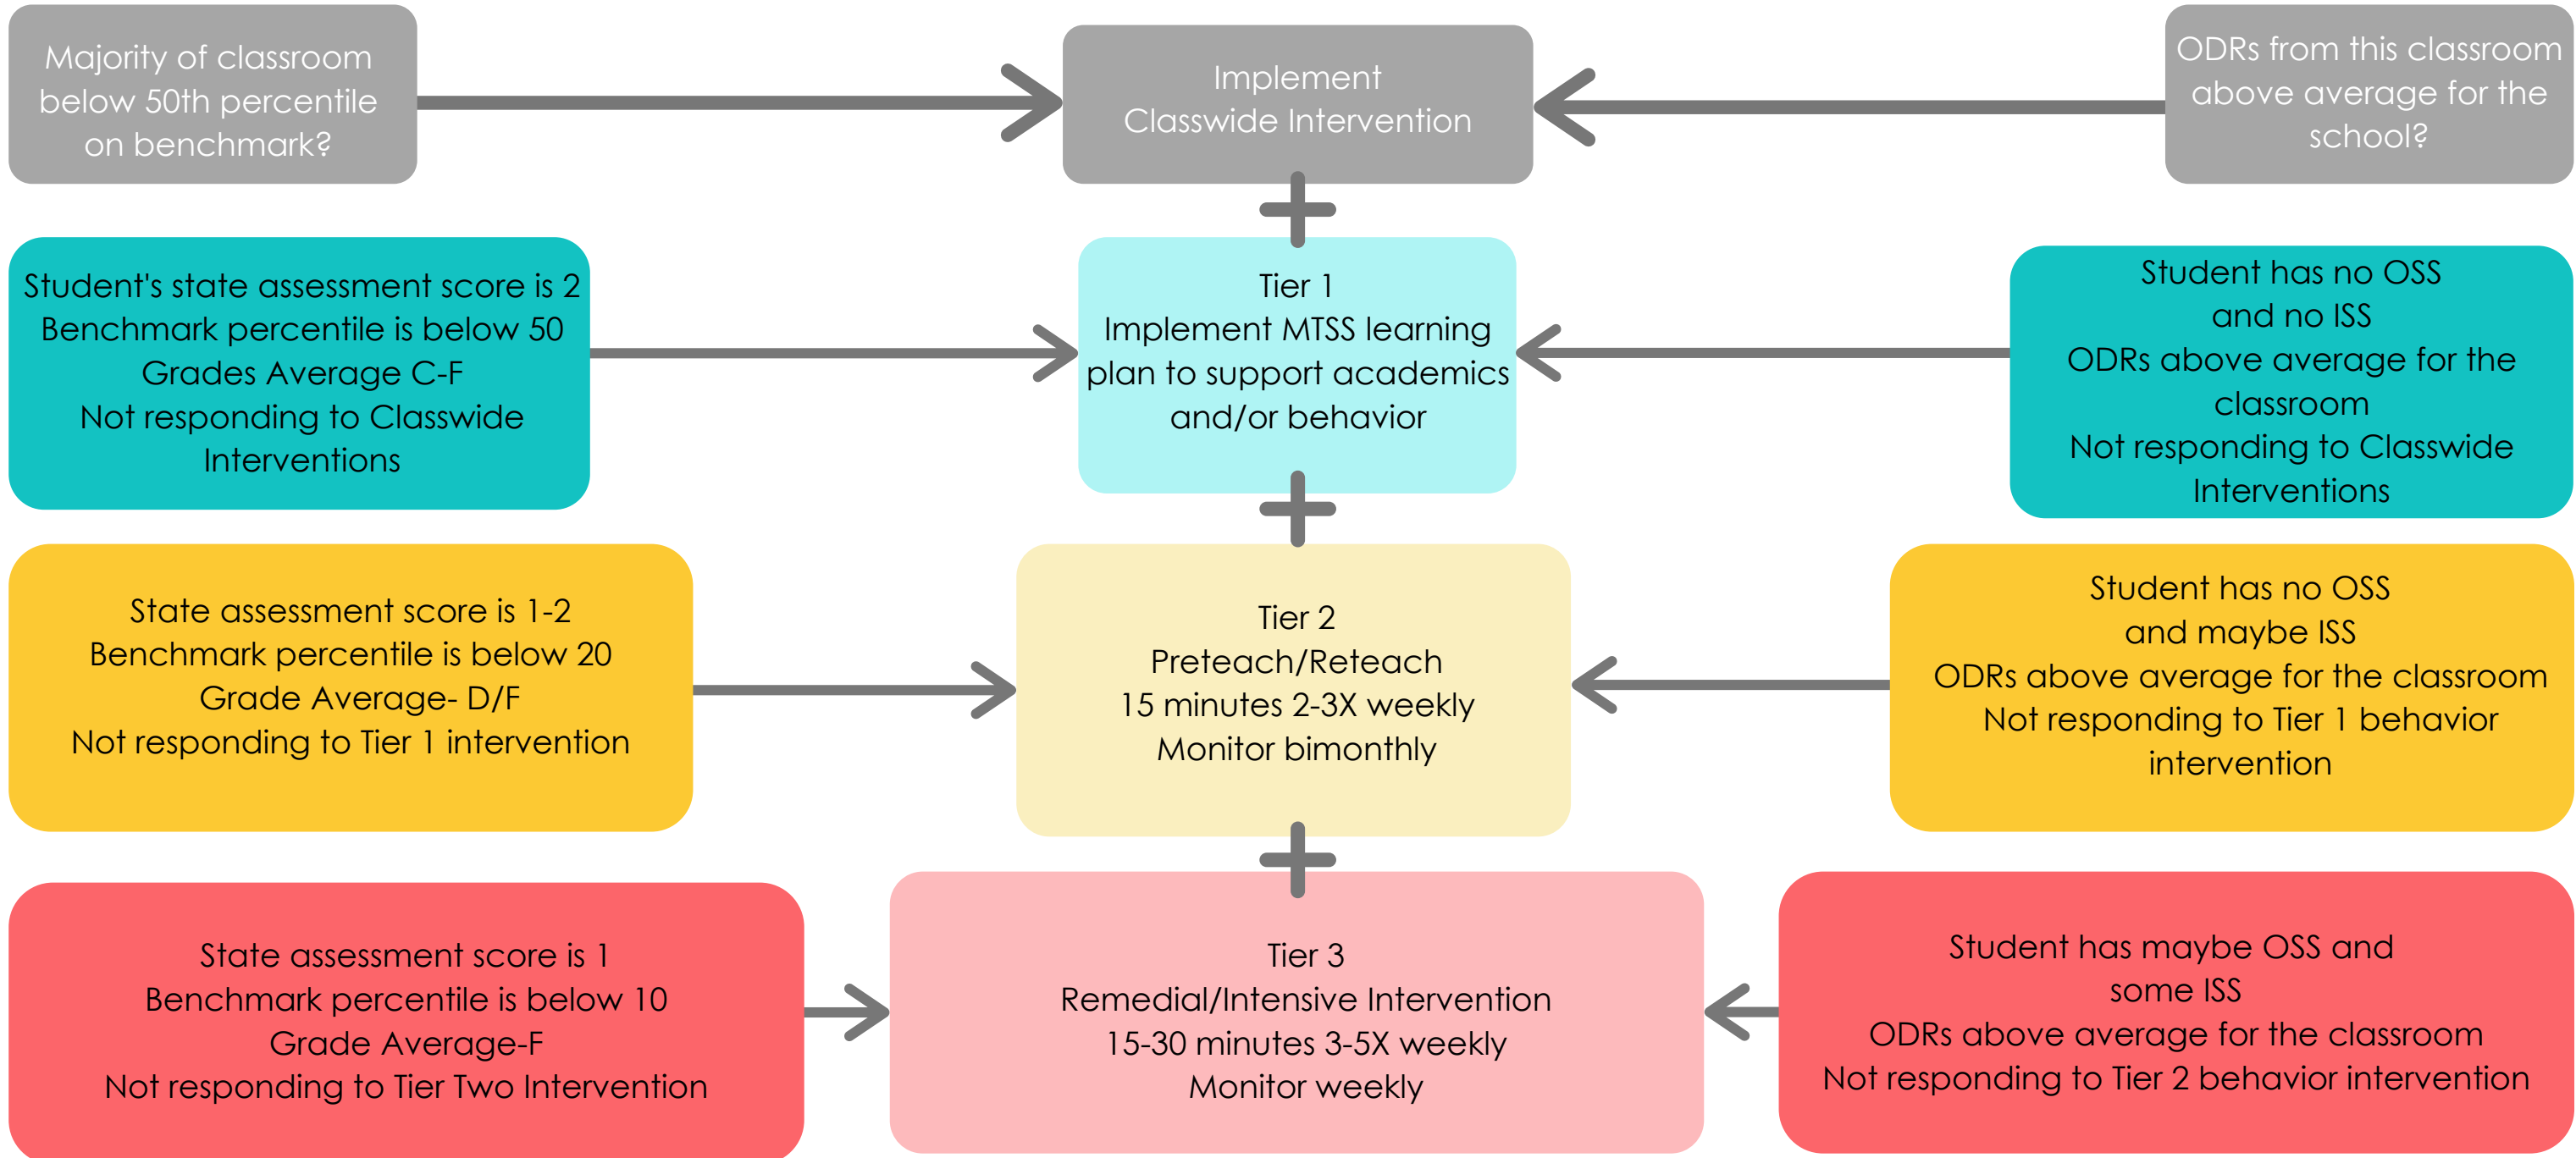 Majority of classroom
below 50th percentile
on benchmark?
Implement
Classwide Intervention
ODRs from this classroom
above average for the
school?
Student's state assessment score is 2
Benchmark percentile is below 50
Grades Average C-F
Not responding to Classwide
Interventions
Tier 1
Implement MTSS learning
plan to support academics
and/or behavior
Student has no OSS
and no ISS
ODRs above average for the
classroom
Not responding to Classwide
Interventions
State assessment score is 1-2
Benchmark percentile is below 20
Grade Average- D/F
Not responding to Tier 1 intervention
Tier 2
Preteach/Reteach
15 minutes 2-3X weekly
Monitor bimonthly
Student has no OSS
and maybe ISS
ODRs above average for the classroom
Not responding to Tier 1 behavior
intervention
State assessment score is 1
Benchmark percentile is below 10
Grade Average-F
Not responding to Tier Two Intervention
Tier 3
Remedial/Intensive Intervention
15-30 minutes 3-5X weekly
Monitor weekly
Student has maybe OSS and
some ISS
ODRs above average for the classroom
Not responding to Tier 2 behavior intervention